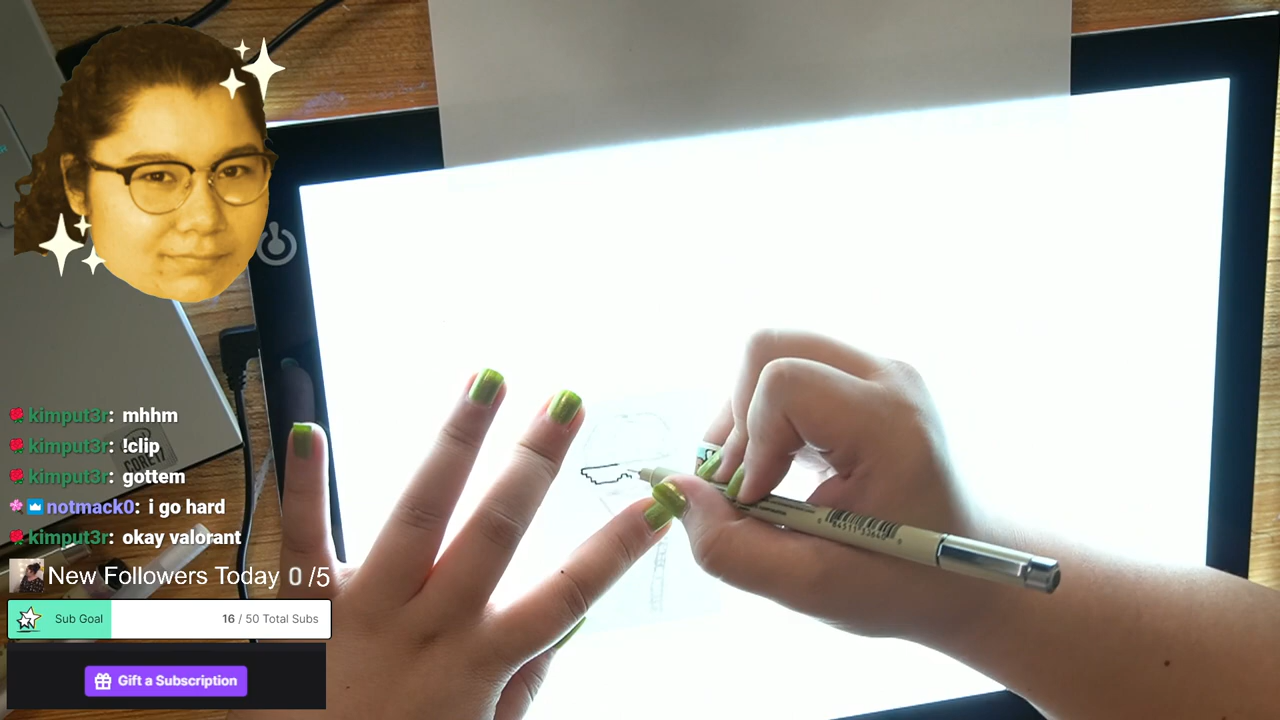 kimput3r: mhhm
kimput3r: !clip
kimput3r: gottem
notmack0: i go hard
kimput3r: okay valorant
New Followers Today 0 /5
Sub Goal 16 / 50 Total Subs
Gift a Subscription